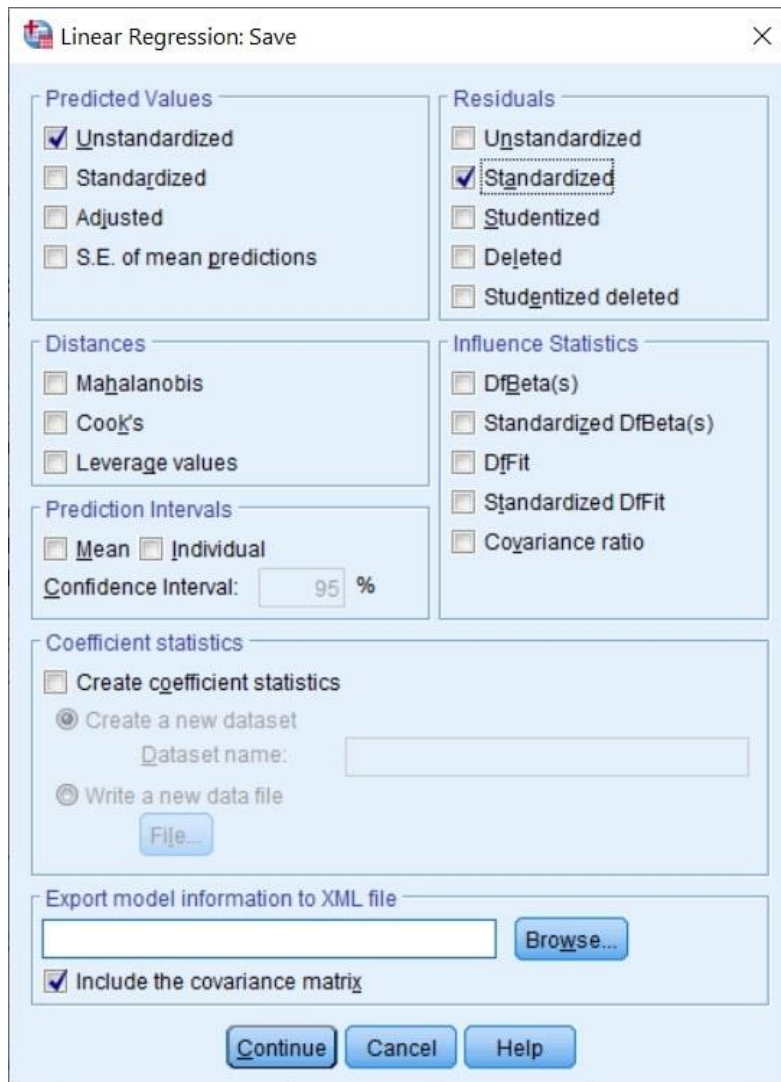 Linear Regression: Save
Predicted Values
Unstandardized
Standardized
Adjusted
S.E. of mean predictions
Residuals
Unstandardized
Standardized
Studentized
Deleted
Studentized deleted
Distances
Mahalanobis
Cook's
Leverage values
Influence Statistics
DfBeta(s)
Standardized DfBeta(s)
DfFit
Standardized DfFit
Covariance ratio
Prediction Intervals
Mean Individual
Confidence Interval: 95 %
Coefficient statistics
Create coefficient statistics
Create a new dataset
Dataset name:
Write a new data file
File...
Export model information to XML file
Browse...
Include the covariance matrix
Continue Cancel Help